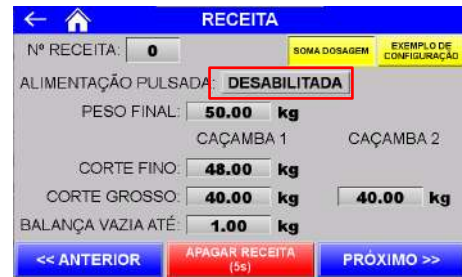 RECEITA
Nº RECEITA: 0 SOMA DOSAGEM EXEMPLO DE CONFIGURAÇÃO
ALIMENTAÇÃO PULSADA: DESABILITADA
PESO FINAL: 50.00 kg
CAÇAMBA 1 CAÇAMBA 2
CORTE FINO: 48.00 kg
CORTE GROSSO: 40.00 kg 40.00 kg
BALANÇA VAZIA ATÉ: 1.00 kg
<< ANTERIOR APAGAR RECEITA (5s) PRÓXIMO >>